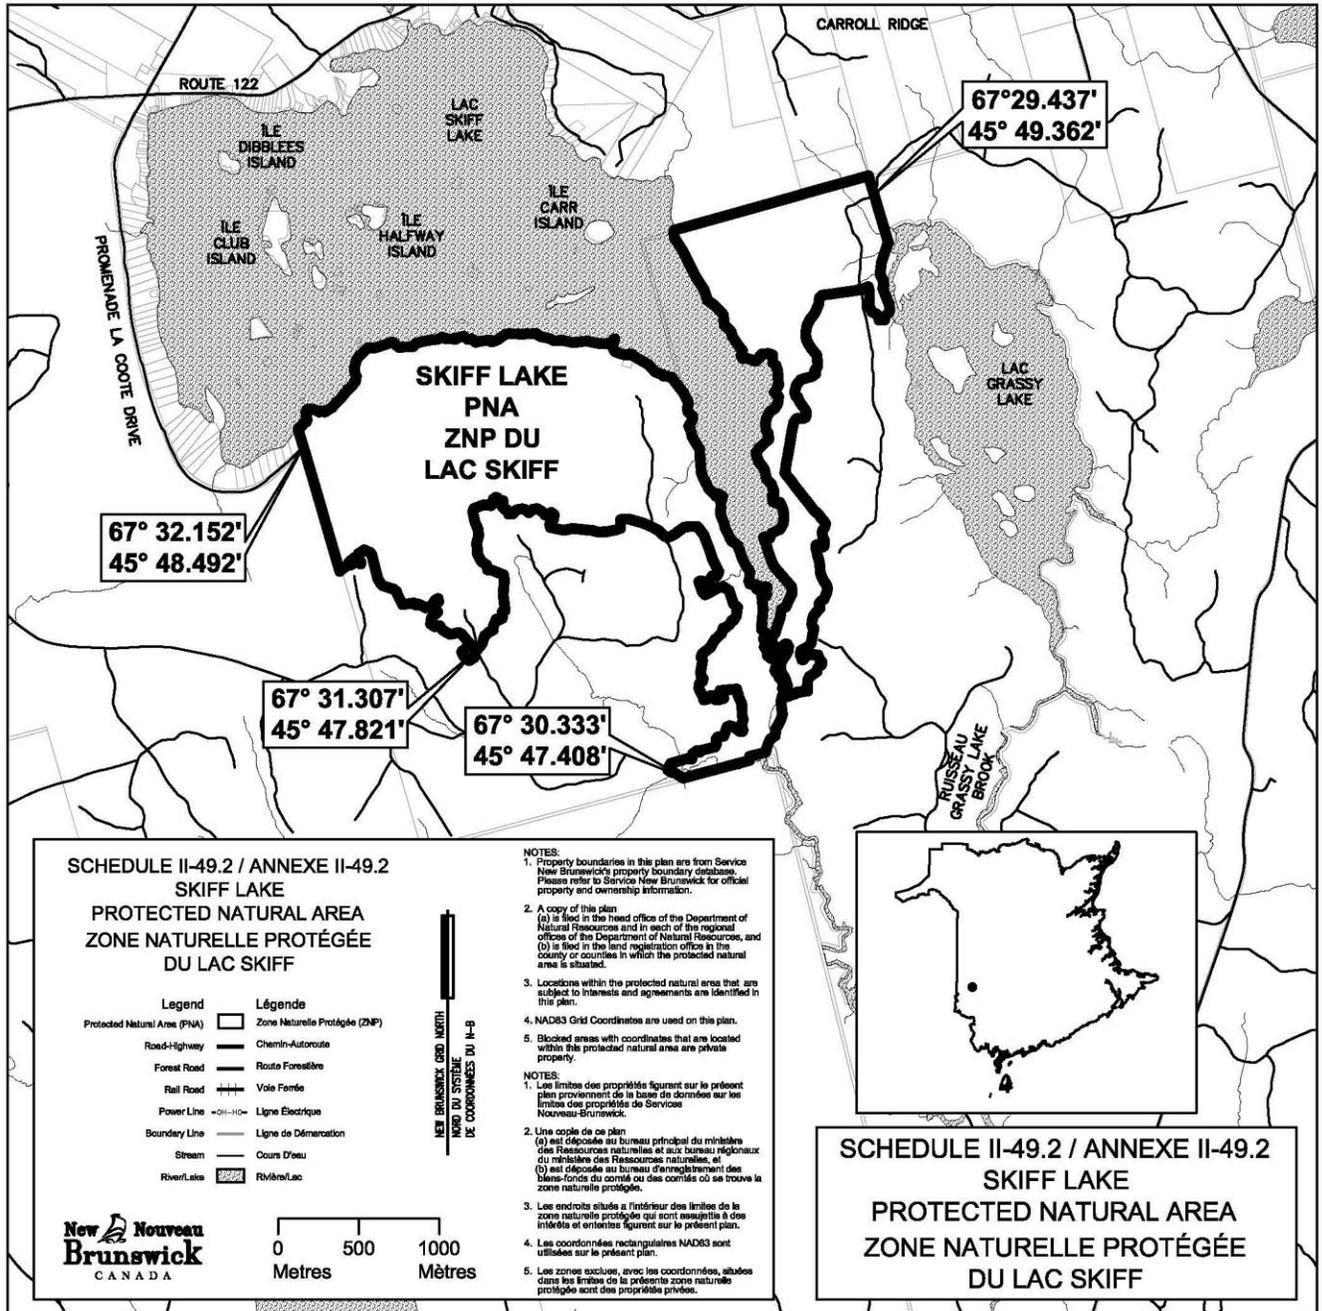 CARROLL RIDGE
ROUTE 122
LAC
SKIFF
LAKE
67°29.437'
45° 49.362'
ÎLE
DIBBLEES
ISLAND
ÎLE
CLUB
ISLAND
ÎLE
HALFWAY
ISLAND
ÎLE
CARR
ISLAND
PROMENADE LA COOTE DRIVE
SKIFF LAKE
PNA
ZNP DU
LAC SKIFF
LAC
GRASSY
LAKE
67° 32.152'
45° 48.492'
67° 31.307'
45° 47.821'
67° 30.333'
45° 47.408'
RUISSEAU
GRASSY LAKE
BROOK
SCHEDULE II-49.2 / ANNEXE II-49.2
SKIFF LAKE
PROTECTED NATURAL AREA
ZONE NATURELLE PROTÉGÉE
DU LAC SKIFF
Legend Légende
Protected Natural Area (PNA) Zone Naturelle Protégée (ZNP)
Road-Highway Chemin-Autoroute
Forest Road Route Forestière
Rail Road Voie Ferrée
Power Line -OH-HO- Ligne Électrique
Boundary Line Ligne de Démarcation
Stream Cours D'eau
River/Lake Rivière/Lac
NEW BRUNSWICK GRID NORTH
NORD DU SYSTÈME
DE COORDONNÉES DU N-B
New Nouveau
Brunswick
CANADA
0 500 1000
Metres Mètres
NOTES:
1. Property boundaries in this plan are from Service
New Brunswick's property boundary database.
Please refer to Service New Brunswick for official
property and ownership information.
2. A copy of this plan
(a) is filed in the head office of the Department of
Natural Resources and in each of the regional
offices of the Department of Natural Resources, and
(b) is filed in the land registration office in the
county or counties in which the protected natural
area is situated.
3. Locations within the protected natural area that are
subject to interests and agreements are identified in
this plan.
4. NAD83 Grid Coordinates are used on this plan.
5. Blocked areas with coordinates that are located
within this protected natural area are private
property.
NOTES:
1. Les limites des propriétés figurant sur le présent
plan proviennent de la base de données sur les
limites des propriétés de Services
Nouveau-Brunswick.
2. Une copie de ce plan
(a) est déposée au bureau principal du ministère
des Ressources naturelles et aux bureau régionaux
du ministère des Ressources naturelles, et
(b) est déposée au bureau d'enregistrement des
biens-fonds du comté ou des comtés où se trouve la
zone naturelle protégée.
3. Les endroits situés a l'intérieur des limites de la
zone naturelle protégée qui sont assujettis à des
intérêts et ententes figurent sur le présent plan.
4. Les coordonnées rectangulaires NAD83 sont
utilisées sur le présent plan.
5. Les zones exclues, avec les coordonnées, situées
dans les limites de la présente zone naturelle
protégée sont des propriétés privées.
SCHEDULE II-49.2 / ANNEXE II-49.2
SKIFF LAKE
PROTECTED NATURAL AREA
ZONE NATURELLE PROTÉGÉE
DU LAC SKIFF